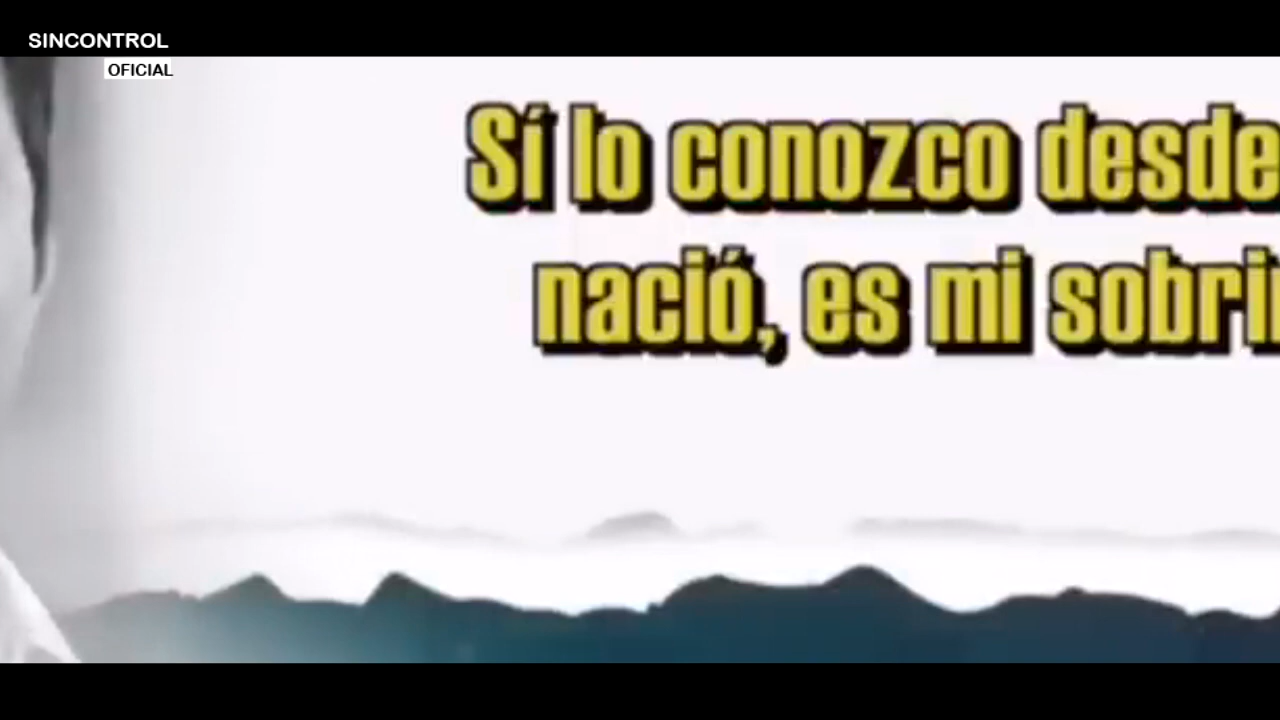 SINCONTROL
OFICIAL
Sí lo conozco desde
nació, es mi